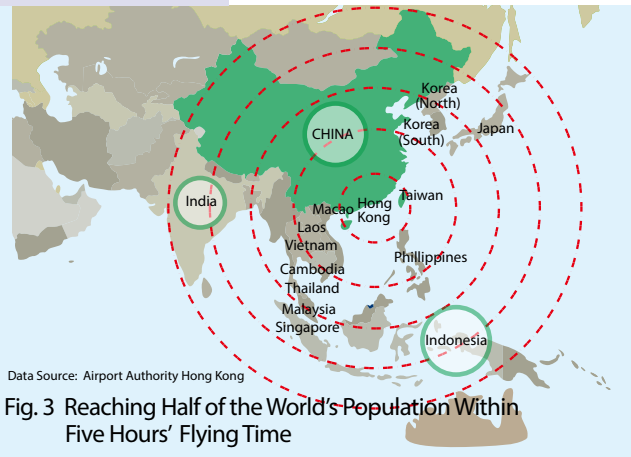 Korea
(North)
CHINA
Korea
(South)
Japan
India
Macao
Hong
Kong
Taiwan
Laos
Vietnam
Phillippines
Cambodia
Thailand
Malaysia
Singapore
Indonesia
Data Source: Airport Authority Hong Kong
Fig. 3 Reaching Half of the World's Population Within
Five Hours' Flying Time